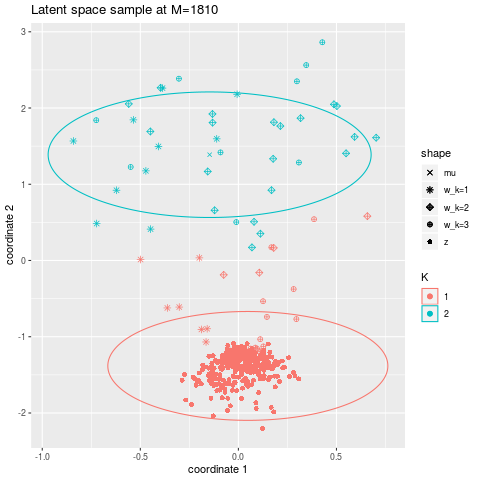 Latent space sample at M=1810
3
2
1
0
-1
-2
coordinate 2
-1.0
-0.5
0.0
0.5
coordinate 1
shape
mu
w_k=1
w_k=2
w_k=3
z
K
1
2